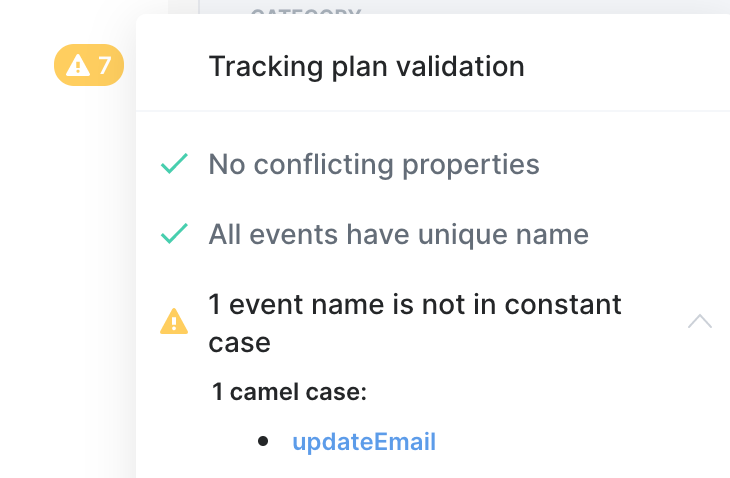 CATEGORY
7
Tracking plan validation
No conflicting properties
All events have unique name
1 event name is not in constant
case
1 camel case:
• updateEmail